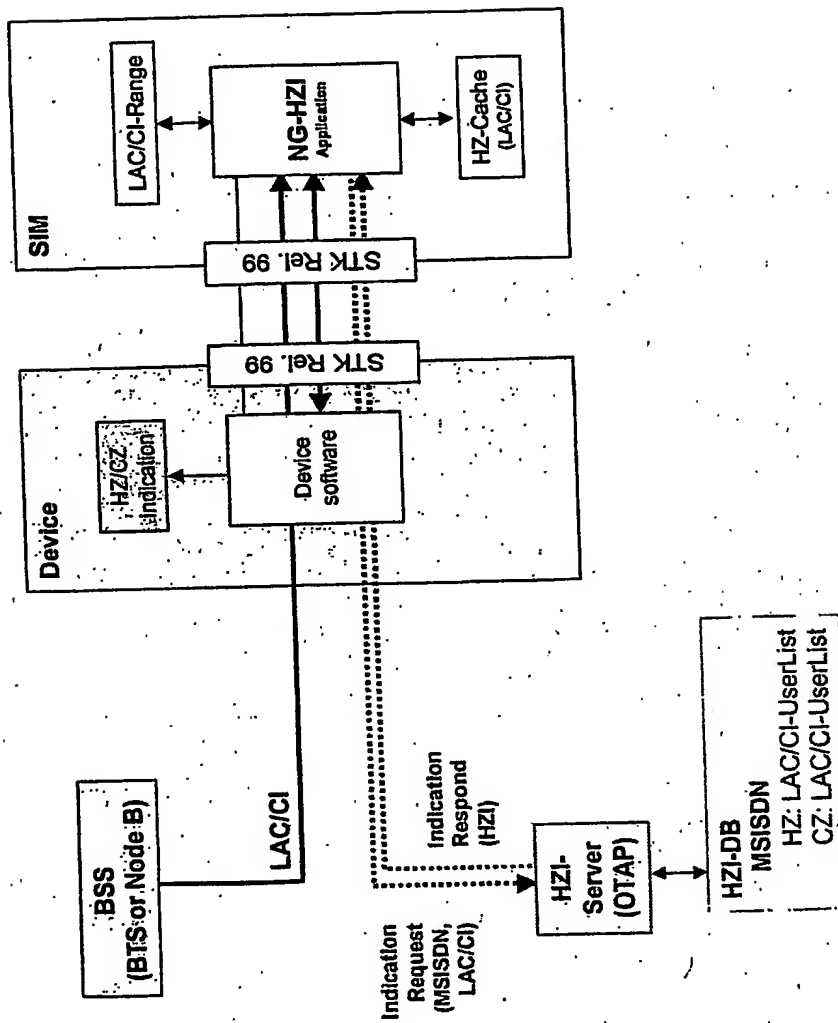 BSS
(BTS or Node B)
LAC/CI
Indication
Request
(MSISDN,
LAC/CI)
Indication
Respond
(HZI)
HZI-
Server
(OTAP)
HZI-DB
MSISDN
HZ: LAC/CI-UserList
CZ: LAC/CI-UserList
Device
HZ/CZ
indication
Device
software
STK Rel. 99
STK Rel. 99
SIM
LAC/CI-Range
NG-HZI
Application
HZ-Cache
(LAC/CI)